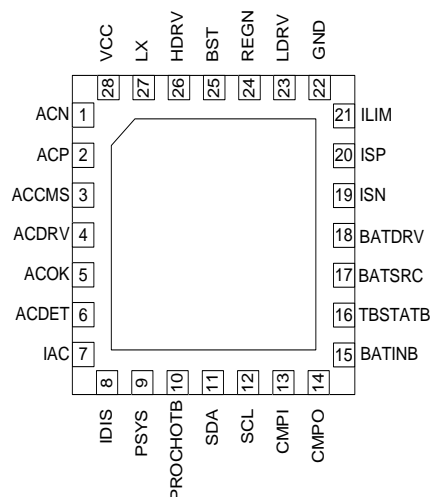 VCC
LX
HDRV
BST
REGN
LDRV
GND
28
27
26
25
24
23
22
ACN 1
ACP 2
ACCMS 3
ACDRV 4
ACOK 5
ACDET 6
IAC 7
21 ILIM
20 ISP
19 ISN
18 BATDRV
17 BATSRC
16 TBSTATB
15 BATINB
8
9
10
11
12
13
14
IDIS
PSYS
PROCHOTB
SDA
SCL
CMPI
CMPO